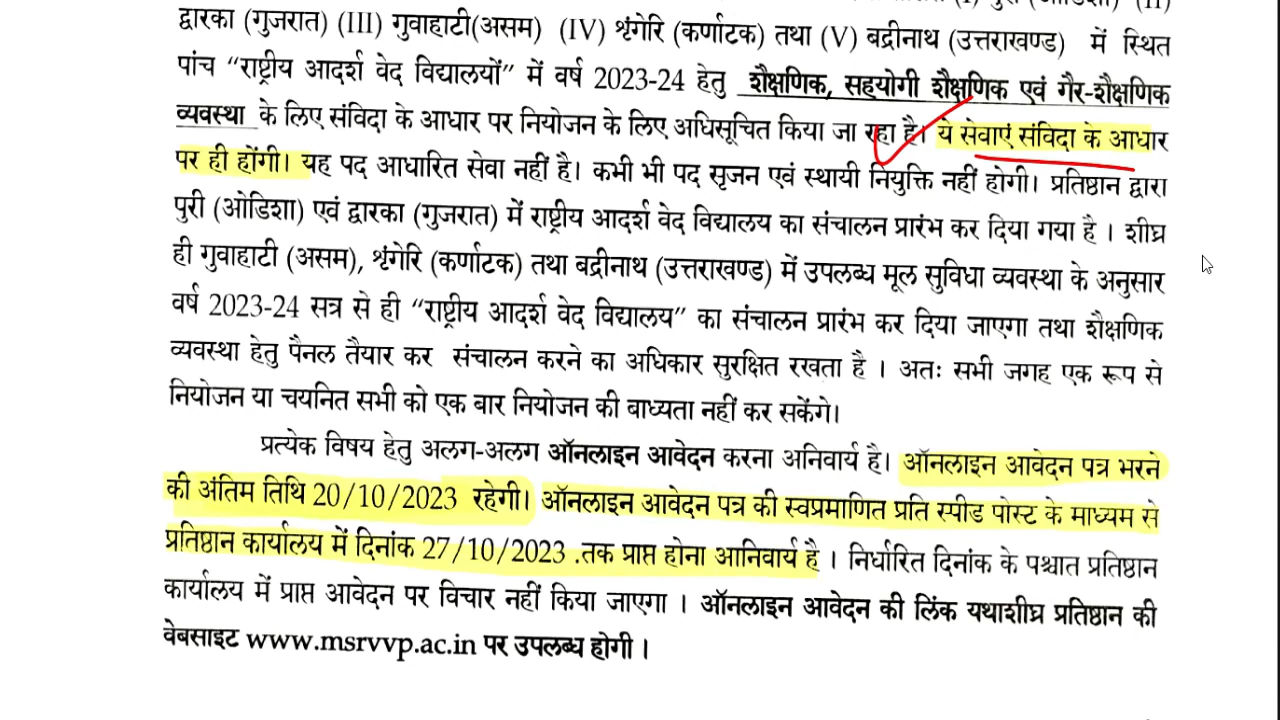 (I) पुरी (ओडिशा) (II)
द्वारका (गुजरात) (III) गुवाहाटी(असम) (IV) श्रृंगेरि (कर्णाटक) तथा (V) बद्रीनाथ (उत्तराखण्ड) में स्थित
पांच “राष्ट्रीय आदर्श वेद विद्यालयों” में वर्ष 2023-24 हेतु शैक्षणिक, सहयोगी शैक्षणिक एवं गैर-शैक्षणिक
व्यवस्था के लिए संविदा के आधार पर नियोजन के लिए अधिसूचित किया जा रहा है। ये सेवाएं संविदा के आधार
पर ही होंगी। यह पद आधारित सेवा नहीं है। कभी भी पद सृजन एवं स्थायी नियुक्ति नहीं होगी। प्रतिष्ठान द्वारा
पुरी (ओडिशा) एवं द्वारका (गुजरात) में राष्ट्रीय आदर्श वेद विद्यालय का संचालन प्रारंभ कर दिया गया है । शीघ्र
ही गुवाहाटी (असम), श्रृंगेरि (कर्णाटक) तथा बद्रीनाथ (उत्तराखण्ड) में उपलब्ध मूल सुविधा व्यवस्था के अनुसार
वर्ष 2023-24 सत्र से ही “राष्ट्रीय आदर्श वेद विद्यालय” का संचालन प्रारंभ कर दिया जाएगा तथा शैक्षणिक
व्यवस्था हेतु पैनल तैयार कर संचालन करने का अधिकार सुरक्षित रखता है । अतः सभी जगह एक रूप से
नियोजन या चयनित सभी को एक बार नियोजन की बाध्यता नहीं कर सकेंगे।
प्रत्येक विषय हेतु अलग-अलग ऑनलाइन आवेदन करना अनिवार्य है। ऑनलाइन आवेदन पत्र भरने
की अंतिम तिथि 20/10/2023 रहेगी। ऑनलाइन आवेदन पत्र की स्वप्रमाणित प्रति स्पीड पोस्ट के माध्यम से
प्रतिष्ठान कार्यालय में दिनांक 27/10/2023 .तक प्राप्त होना आनिवार्य है । निर्धारित दिनांक के पश्चात प्रतिष्ठान
कार्यालय में प्राप्त आवेदन पर विचार नहीं किया जाएगा । ऑनलाइन आवेदन की लिंक यथाशीघ्र प्रतिष्ठान की
वेबसाइट www.msrvvp.ac.in पर उपलब्ध होगी ।